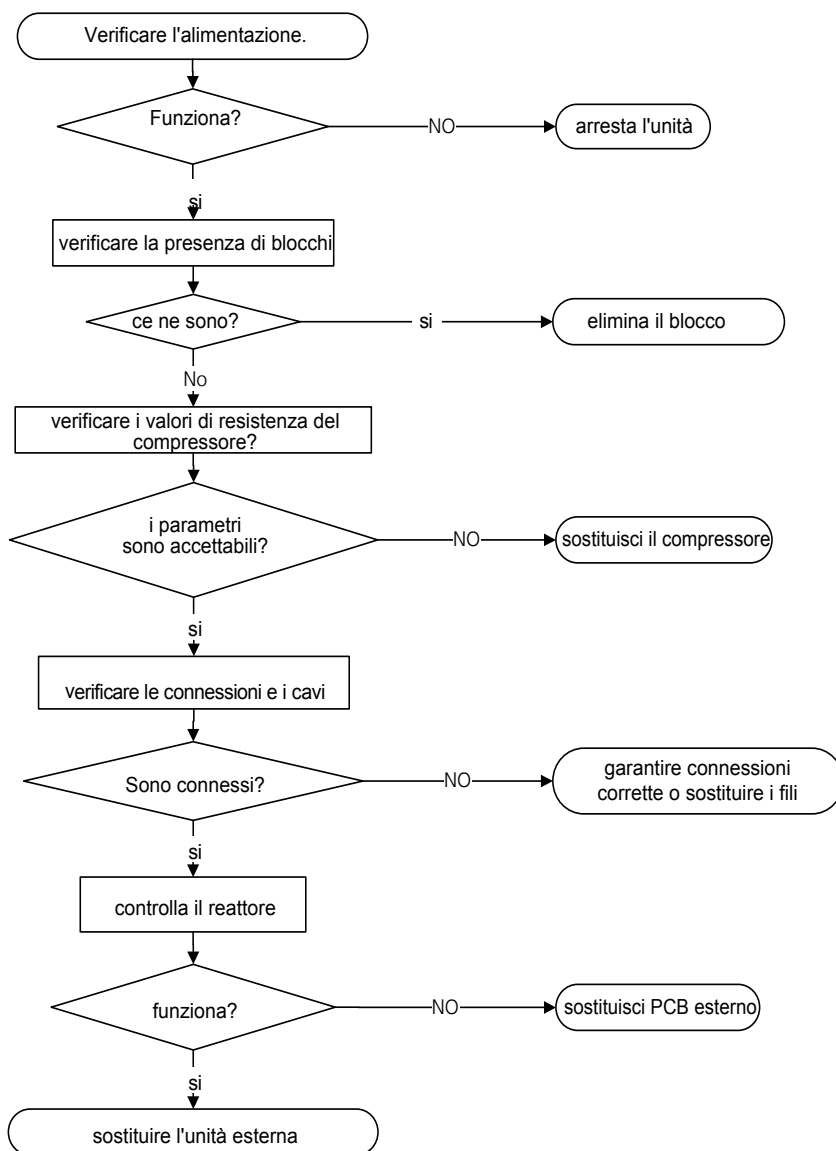 Verificare l'alimentazione.
Funziona?
NO
arresta l'unità
si
verificare la presenza di blocchi
ce ne sono?
si
elimina il blocco
No
verificare i valori di resistenza del
compressore?
i parametri
sono accettabili?
NO
sostituisci il compressore
si
verificare le connessioni e i cavi
Sono connessi?
NO
garantire connessioni
corrette o sostituire i fili
si
controlla il reattore
funziona?
NO
sostituisci PCB esterno
si
sostituire l'unità esterna